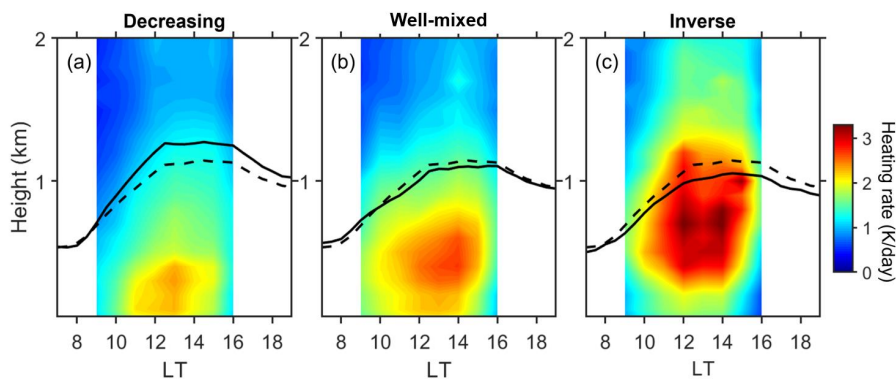 Decreasing
Well-mixed
Inverse
(a)
(b)
(c)
2
1
Height (km)
8 10 12 14 16 18
LT
2
1
8 10 12 14 16 18
LT
2
1
8 10 12 14 16 18
LT
3
2
1
0
Heating rate (K/day)